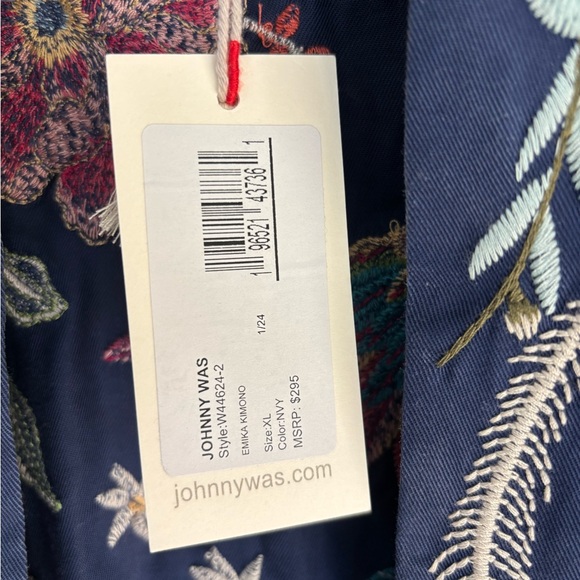 JOHNNY WAS
Style:W44624-2
EMIKA KIMONO
1/24
Size:XL
Color:NVY
MSRP: $295
1 96521 43736 1
johnnywas.com